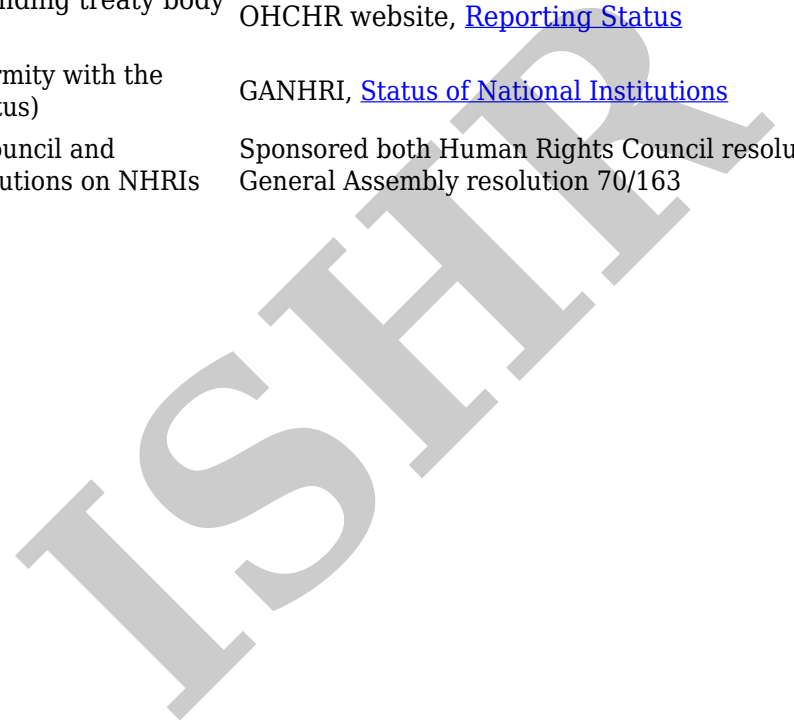 nding treaty body
OHCHR website, Reporting Status
rmity with the
tus)
GANHRI, Status of National Institutions
ouncil and
utions on NHRIs
Sponsored both Human Rights Council resolu
General Assembly resolution 70/163
ISHR